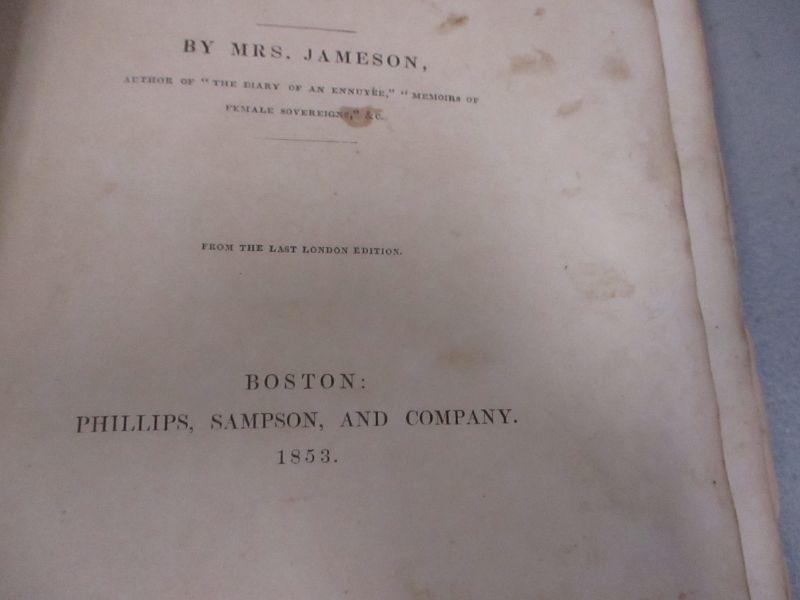 BY MRS. JAMESON,
AUTHOR OF "THE DIARY OF AN ENNUYÉE," "MEMOIRS OF
FEMALE SOVEREIGNS," &C.
FROM THE LAST LONDON EDITION.
BOSTON:
PHILLIPS, SAMPSON, AND COMPANY.
1853.